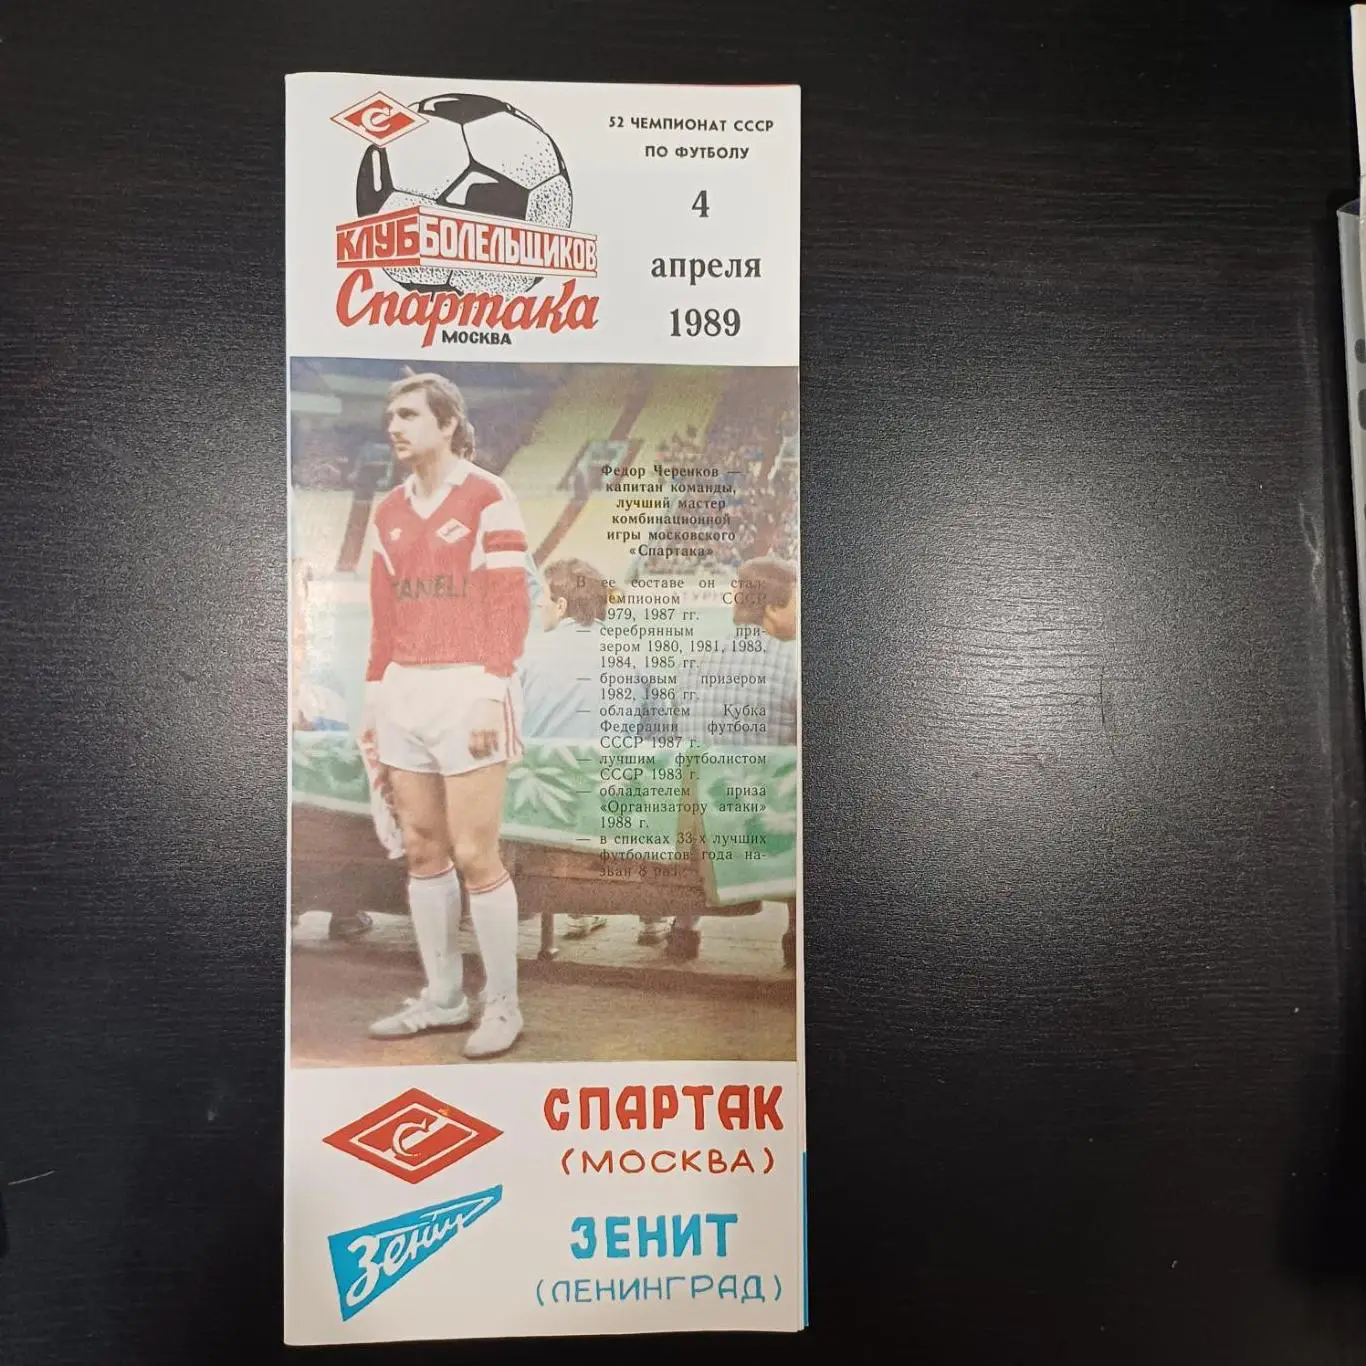 52 ЧЕМПИОНАТ СССР
ПО ФУТБОЛУ
4
апреля
1989
С
КЛУБ БОЛЕЛЬЩИКОВ
Спартака
МОСКВА
Федор Черенков —
капитан команды,
лучший мастер
комбинационной
игры московского
«Спартака»
В ее составе он стал:
— чемпионом СССР
1979, 1987 гг.
— серебряным при-
зером 1980, 1981, 1983,
1984, 1985 гг.
— бронзовым призером
1982, 1986 гг.
— обладателем Кубка
Федерации футбола
СССР 1987 г.
— лучшим футболистом
СССР 1983 г.
— обладателем приза
«Организатору атаки»
1988 г.
— в списках 33-х лучших
футболистов года на-
зван 8 раз.
DANELI
С
СПАРТАК
(МОСКВА)
Зенит
ЗЕНИТ
(ЛЕНИНГРАД)